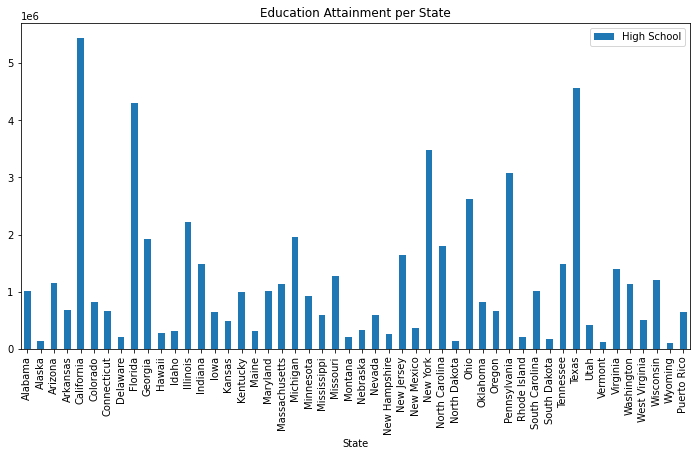 Education Attainment per State
1e6
High School
5
4
3
2
1
0
Alabama
Alaska
Arizona
Arkansas
California
Colorado
Connecticut
Delaware
Florida
Georgia
Hawaii
Idaho
Illinois
Indiana
Iowa
Kansas
Kentucky
Maine
Maryland
Massachusetts
Michigan
Minnesota
Mississippi
Missouri
Montana
Nebraska
Nevada
New Hampshire
New Jersey
New Mexico
New York
North Carolina
North Dakota
Ohio
Oklahoma
Oregon
Pennsylvania
Rhode Island
South Carolina
South Dakota
Tennessee
Texas
Utah
Vermont
Virginia
Washington
West Virginia
Wisconsin
Wyoming
Puerto Rico
State